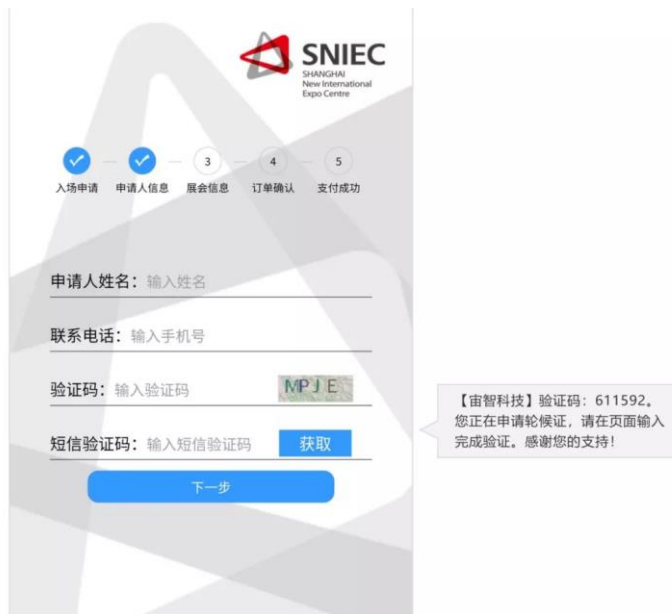 SNIEC
SHANGHAI
New International
Expo Centre
3 4 5
入场申请 申请人信息 展会信息 订单确认 支付成功
申请人姓名：输入姓名
联系电话：输入手机号
验证码：输入验证码 MPJE
短信验证码：输入短信验证码 获取
下一步
【宙智科技】验证码：611592。
您正在申请轮候证，请在页面输入
完成验证。感谢您的支持！